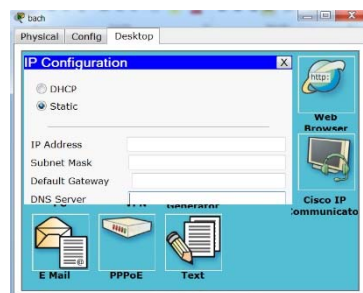 bach
Physical Config Desktop
IP Configuration X
DHCP
Static
http:
Web
Browser
IP Address
Subnet Mask
Default Gateway
DNS Server
Generator
Cisco IP
Communicato
E Mail PPPoE Text